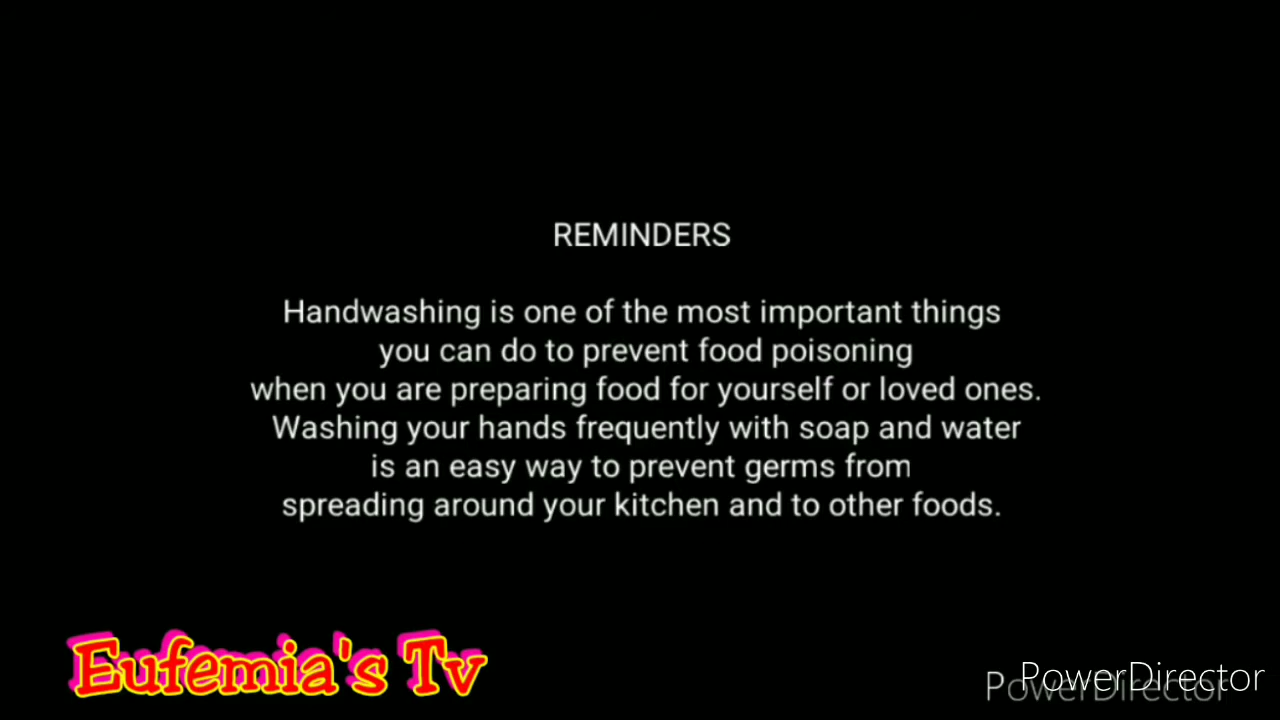 REMINDERS
Handwashing is one of the most important things
you can do to prevent food poisoning
when you are preparing food for yourself or loved ones.
Washing your hands frequently with soap and water
is an easy way to prevent germs from
spreading around your kitchen and to other foods.
Eufemia's Tv
PowerDirector
PowerDirector